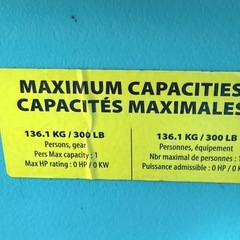 MAXIMUM CAPACITIES
CAPACITÉS MAXIMALES
136.1 KG / 300 LB
Persons, gear
Pers Max capacity : 1
Max HP rating : 0 HP / 0 KW
136.1 KG / 300 LB
Personnes, équipement
Nbr maximal de personnes : 1
Puissance admissible : 0 HP / 0